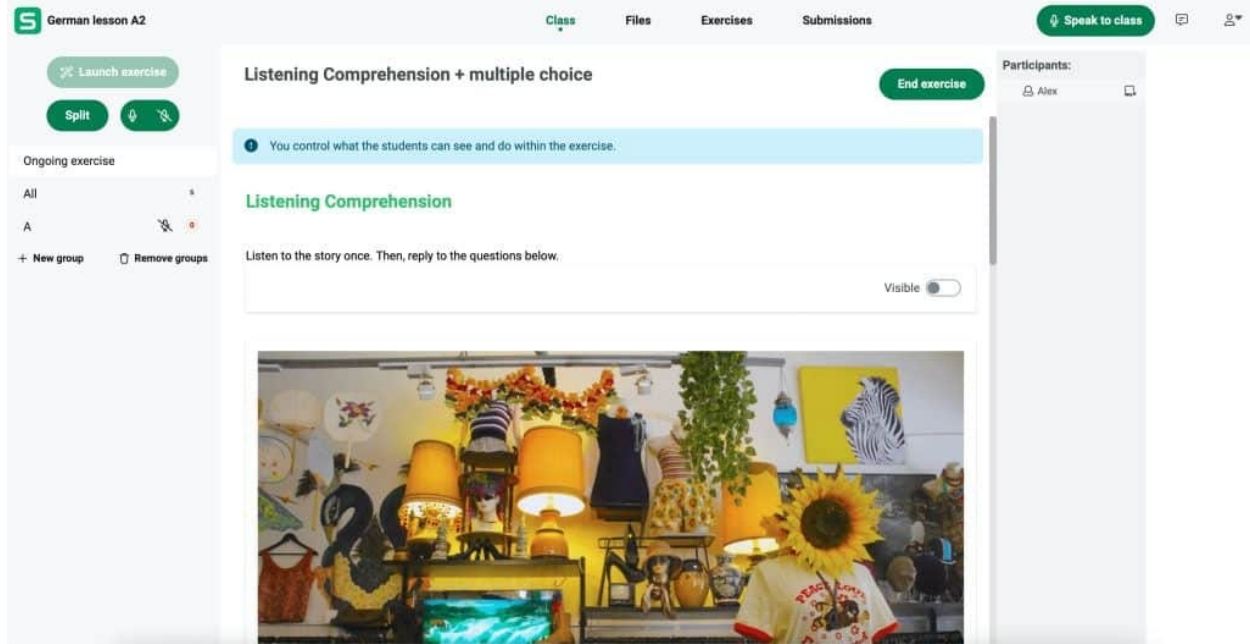 S German lesson A2
Class Files Exercises Submissions
Speak to class
Launch exercise
Split
Ongoing exercise
All
A
+ New group Remove groups
Listening Comprehension + multiple choice
End exercise
You control what the students can see and do within the exercise.
Listening Comprehension
Listen to the story once. Then, reply to the questions below.
Visible
PEACE LOVE
Participants:
Alex